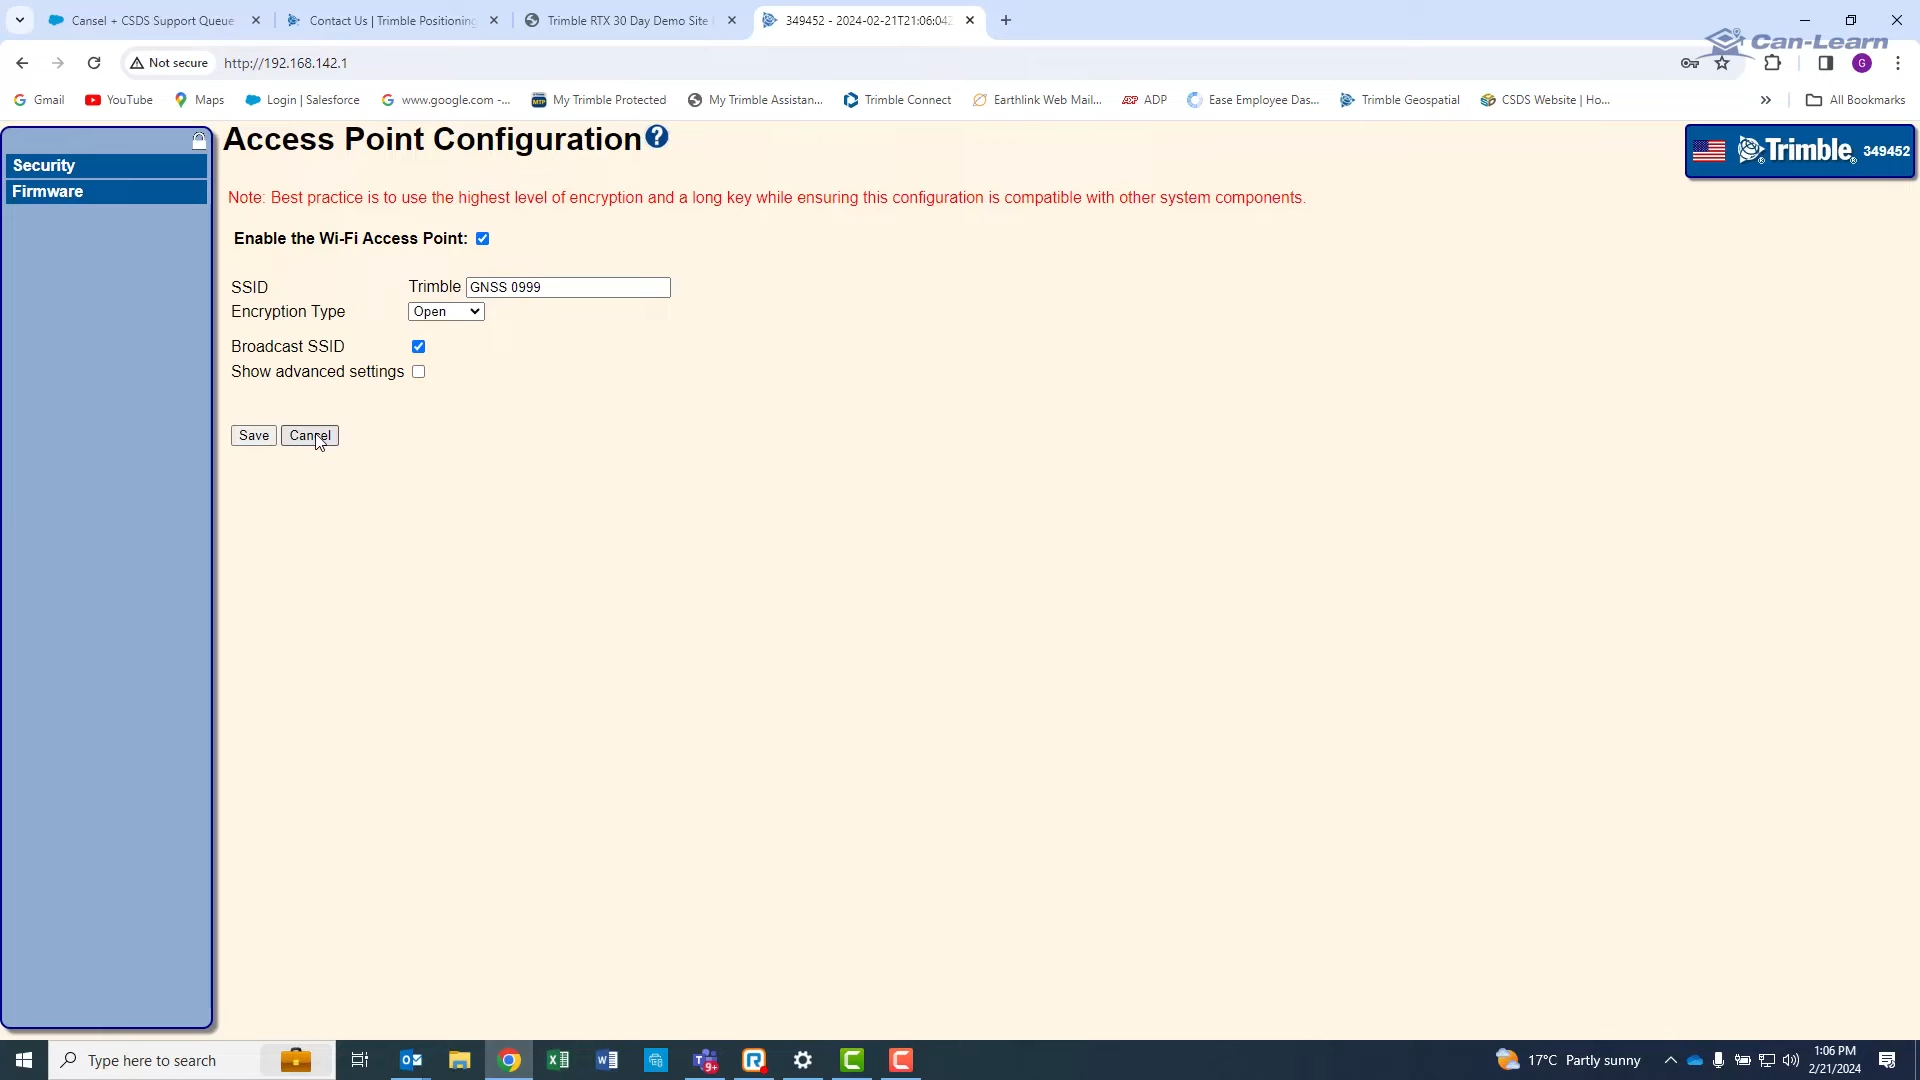 Cansel + CSDS Support Queue
Contact Us | Trimble Positioning
Trimble RTX 30 Day Demo Site
349452 - 2024-02-21T21:06:04Z
Can-Learn
Not secure
http://192.168.142.1
G
Gmail
YouTube
Maps
Login | Salesforce
www.google.com -...
My Trimble Protected
My Trimble Assistan...
Trimble Connect
Earthlink Web Mail...
ADP
Ease Employee Das...
Trimble Geospatial
CSDS Website | Ho...
All Bookmarks
Security
Firmware
Access Point Configuration
Trimble 349452
Note: Best practice is to use the highest level of encryption and a long key while ensuring this configuration is compatible with other system components.
Enable the Wi-Fi Access Point:
SSID Trimble GNSS 0999
Encryption Type Open
Broadcast SSID
Show advanced settings
Save Cancel
Type here to search
9+
17°C Partly sunny
1:06 PM
2/21/2024